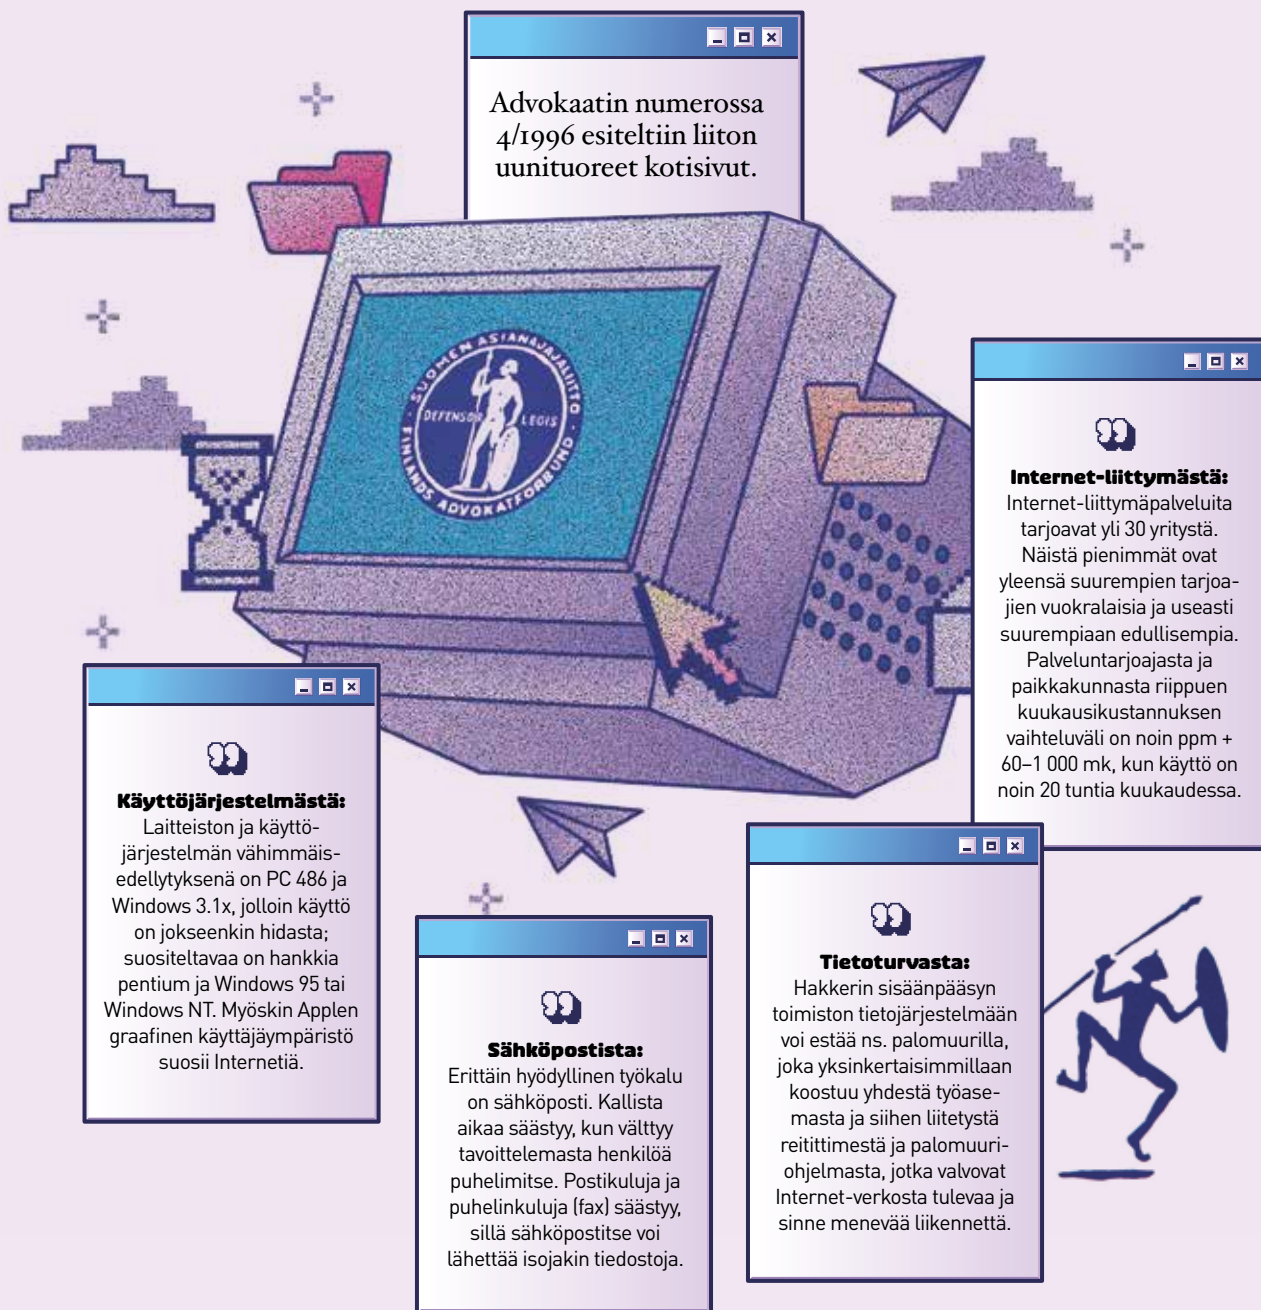 Advokaatin numerossa
4/1996 esiteltiin liiton
uunituoreet kotisivut.
SUOMEN ASIANAJAJALIITTO
DEFENSOR LEGIS
FINLANDS ADVOKATFÖRBUND
Internet-liittymästä:
Internet-liittymäpalveluita
tarjoavat yli 30 yritystä.
Näistä pienimmät ovat
yleensä suurempien tarjoa-
jien vuokralaisia ja useasti
suurempiaan edullisempia.
Palveluntarjoajasta ja
paikkakunnasta riippuen
kuukausikustannuksen
vaihteluväli on noin ppm +
60–1 000 mk, kun käyttö on
noin 20 tuntia kuukaudessa.
Käyttöjärjestelmästä:
Laitteiston ja käyttö-
järjestelmän vähimmäis-
edellytyksenä on PC 486 ja
Windows 3.1x, jolloin käyttö
on jokseenkin hidasta;
suositeltavaa on hankkia
pentium ja Windows 95 tai
Windows NT. Myöskin Applen
graafinen käyttäjäympäristö
suosii Internetiä.
Sähköpostista:
Erittäin hyödyllinen työkalu
on sähköposti. Kallista
aikaa säästyy, kun välttyy
tavoittelemasta henkilöä
puhelimitse. Postikuluja ja
puhelinkuluja (fax) säästyy,
sillä sähköpostitse voi
lähettää isojakin tiedostoja.
Tietoturvasta:
Hakkerin sisäänpääsyn
toimiston tietojärjestelmään
voi estää ns. palomuurilla,
joka yksinkertaisimmillaan
koostuu yhdestä työase-
masta ja siihen liitetystä
reitittimestä ja palomuuri-
ohjelmasta, jotka valvovat
Internet-verkosta tulevaa ja
sinne menevää liikennettä.